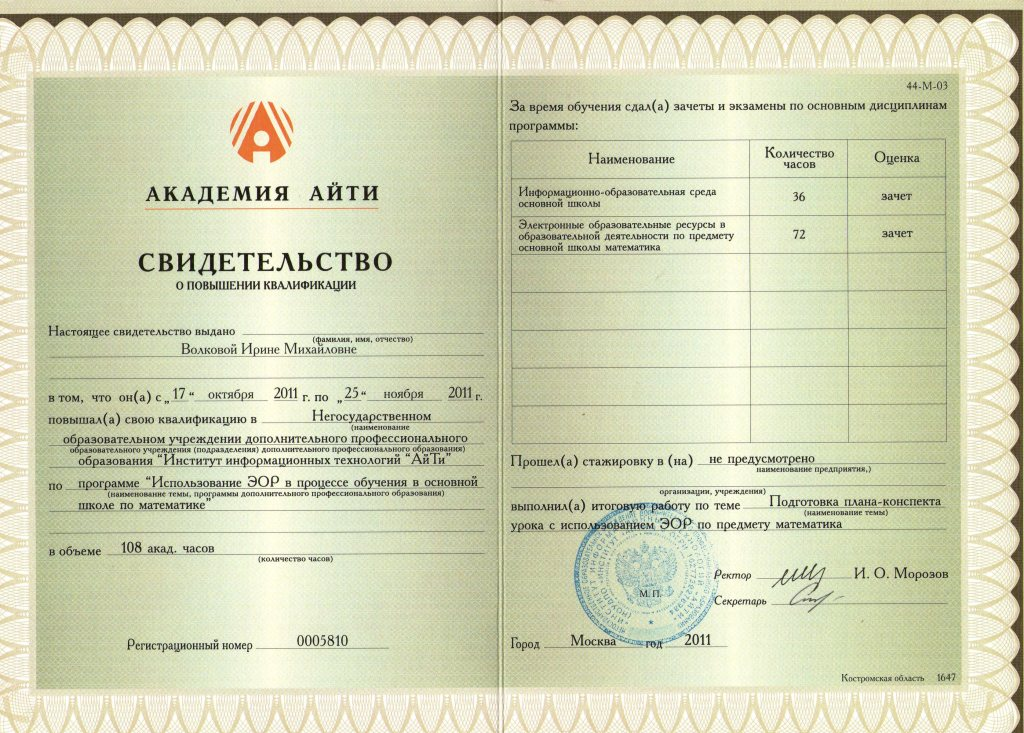 АКАДЕМИЯ АЙТИ
СВИДЕТЕЛЬСТВО
О ПОВЫШЕНИИ КВАЛИФИКАЦИИ
Настоящее свидетельство выдано
(фамилия, имя, отчество)
Волковой Ирине Михайловне
в том, что он(а) с „17“ октября 2011 г. по „25“ ноября 2011 г.
повышал(а) свою квалификацию в Негосударственном
(наименование
образовательном учреждении дополнительного профессионального
образовательного учреждения (подразделения) дополнительного профессионального образования)
образования "Институт информационных технологий "АйТи"
по программе "Использование ЭОР в процессе обучения в основной
(наименование темы, программы дополнительного профессионального образования)
школе по математике"
в объеме 108 акад. часов
(количество часов)
Регистрационный номер 0005810
44-М-03
За время обучения сдал(а) зачеты и экзамены по основным дисциплинам
программы:
Наименование Количество часов Оценка
Информационно-образовательная среда
основной школы 36 зачет
Электронные образовательные ресурсы в
образовательной деятельности по предмету 72 зачет
основной школы математика
Прошел(а) стажировку в (на) не предусмотрено
наименование предприятия,)
организации, учреждения)
выполнил(а) итоговую работу по теме Подготовка плана-конспекта
(наименование темы)
урока с использованием ЭОР по предмету математика
Ректор И. О. Морозов
М.П.
Секретарь
Город Москва год 2011
Костромская область 1647